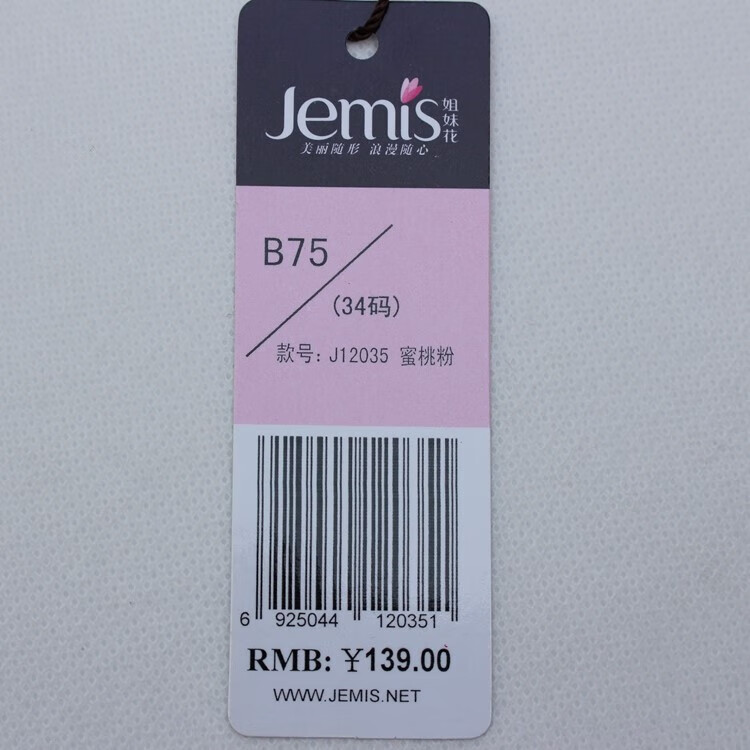 Jemis 姐妹花
美丽随形 浪漫随心
B75
(34码)
款号: J12035 蜜桃粉
6 925044 120351
RMB: ¥139.00
WWW.JEMIS.NET